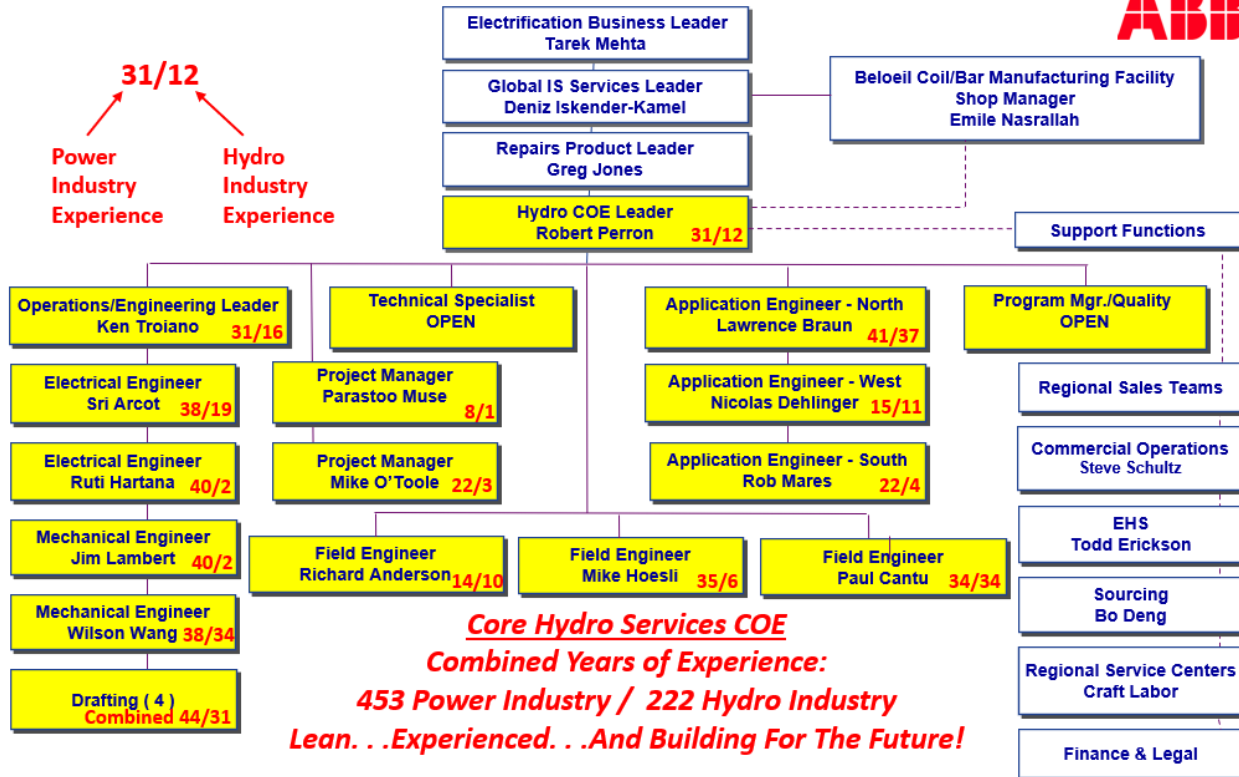 ABB
Electrification Business Leader
Tarek Mehta
Global IS Services Leader
Deniz Iskender-Kamel
Beloeil Coil/Bar Manufacturing Facility
Shop Manager
Emile Nasrallah
31/12
Power
Industry
Experience
Hydro
Industry
Experience
Repairs Product Leader
Greg Jones
Hydro COE Leader
Robert Perron 31/12
Support Functions
Operations/Engineering Leader
Ken Troiano
31/16
Technical Specialist
OPEN
Application Engineer - North
Lawrence Braun
41/37
Program Mgr./Quality
OPEN
Electrical Engineer
Sri Arcot
38/19
Project Manager
Parastoo Muse
8/1
Application Engineer - West
Nicolas Dehlinger 15/11
Regional Sales Teams
Electrical Engineer
Ruti Hartana 40/2
Project Manager
Mike O'Toole 22/3
Application Engineer - South
Rob Mares 22/4
Commercial Operations
Steve Schultz
Mechanical Engineer
Jim Lambert 40/2
Field Engineer
Richard Anderson 14/10
Field Engineer
Mike Hoesli 35/6
Field Engineer
Paul Cantu 34/34
EHS
Todd Erickson
Mechanical Engineer
Wilson Wang 38/34
Sourcing
Bo Deng
Drafting ( 4 )
Combined 44/31
Regional Service Centers
Craft Labor
Finance & Legal
Core Hydro Services COE
Combined Years of Experience:
453 Power Industry / 222 Hydro Industry
Lean. . .Experienced. . .And Building For The Future!